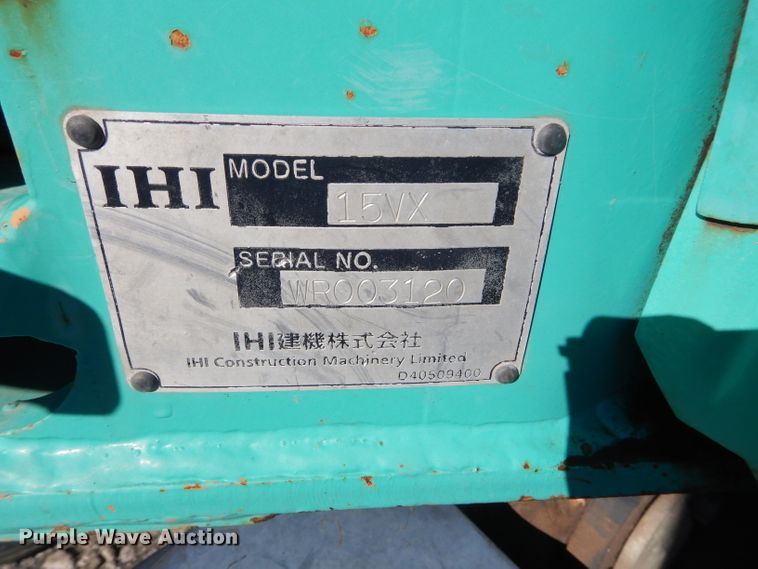 IHI
MODEL
15VX
SERIAL NO.
WR003120
IHI建機株式会社
IHI Construction Machinery Limited
D40509400
Purple Wave Auction